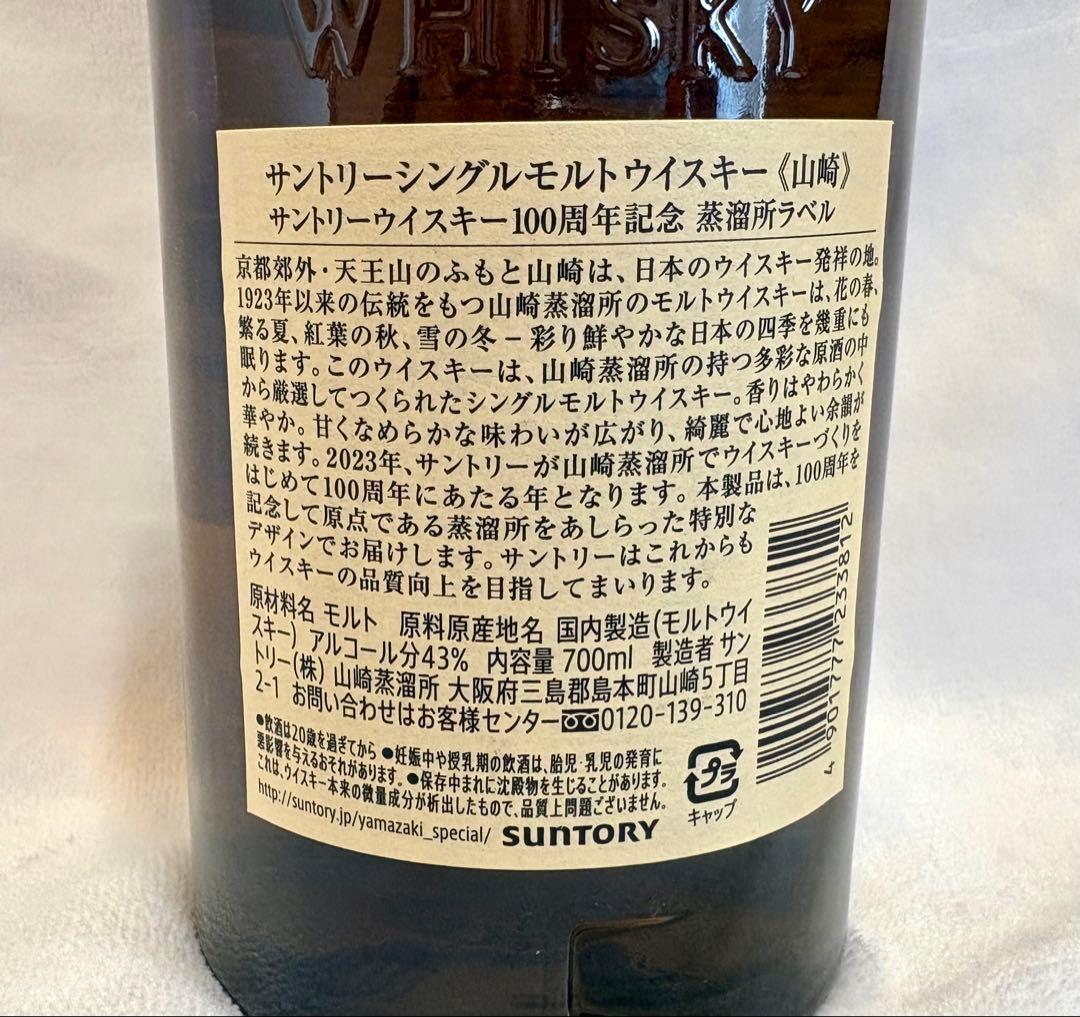 WHISKY
サントリーシングルモルトウイスキー《山崎》
サントリーウイスキー100周年記念 蒸溜所ラベル
京都郊外・天王山のふもと山崎は、日本のウイスキー発祥の地。
1923年以来の伝統をもつ山崎蒸溜所のモルトウイスキーは、花の春、
繁る夏、紅葉の秋、雪の冬－彩り鮮やかな日本の四季を幾重にも
眠ります。このウイスキーは、山崎蒸溜所の持つ多彩な原酒の中
から厳選してつくられたシングルモルトウイスキー。香りはやわらかく
華やか。甘くなめらかな味わいが広がり、綺麗で心地よい余韻が
続きます。2023年、サントリーが山崎蒸溜所でウイスキーづくりを
はじめて100周年にあたる年となります。本製品は、100周年を
記念して原点である蒸溜所をあしらった特別な
デザインでお届けします。サントリーはこれからも
ウイスキーの品質向上を目指してまいります。
原材料名 モルト 原料原産地名 国内製造(モルトウイ
スキー) アルコール分43% 内容量 700ml 製造者 サン
トリー(株) 山崎蒸溜所 大阪府三島郡島本町山崎5丁目
2-1 お問い合わせはお客様センター 0120-139-310
●飲酒は20歳を過ぎてから ●妊娠中や授乳期の飲酒は、胎児・乳児の発育に
悪影響を与えるおそれがあります。●保存中まれに沈殿物を生じることがあります。
これは、ウイスキー本来の微量成分が析出したもので、品質上問題ございません。
http://suntory.jp/yamazaki_special/ SUNTORY
プラ
キャップ
4 901777 233812